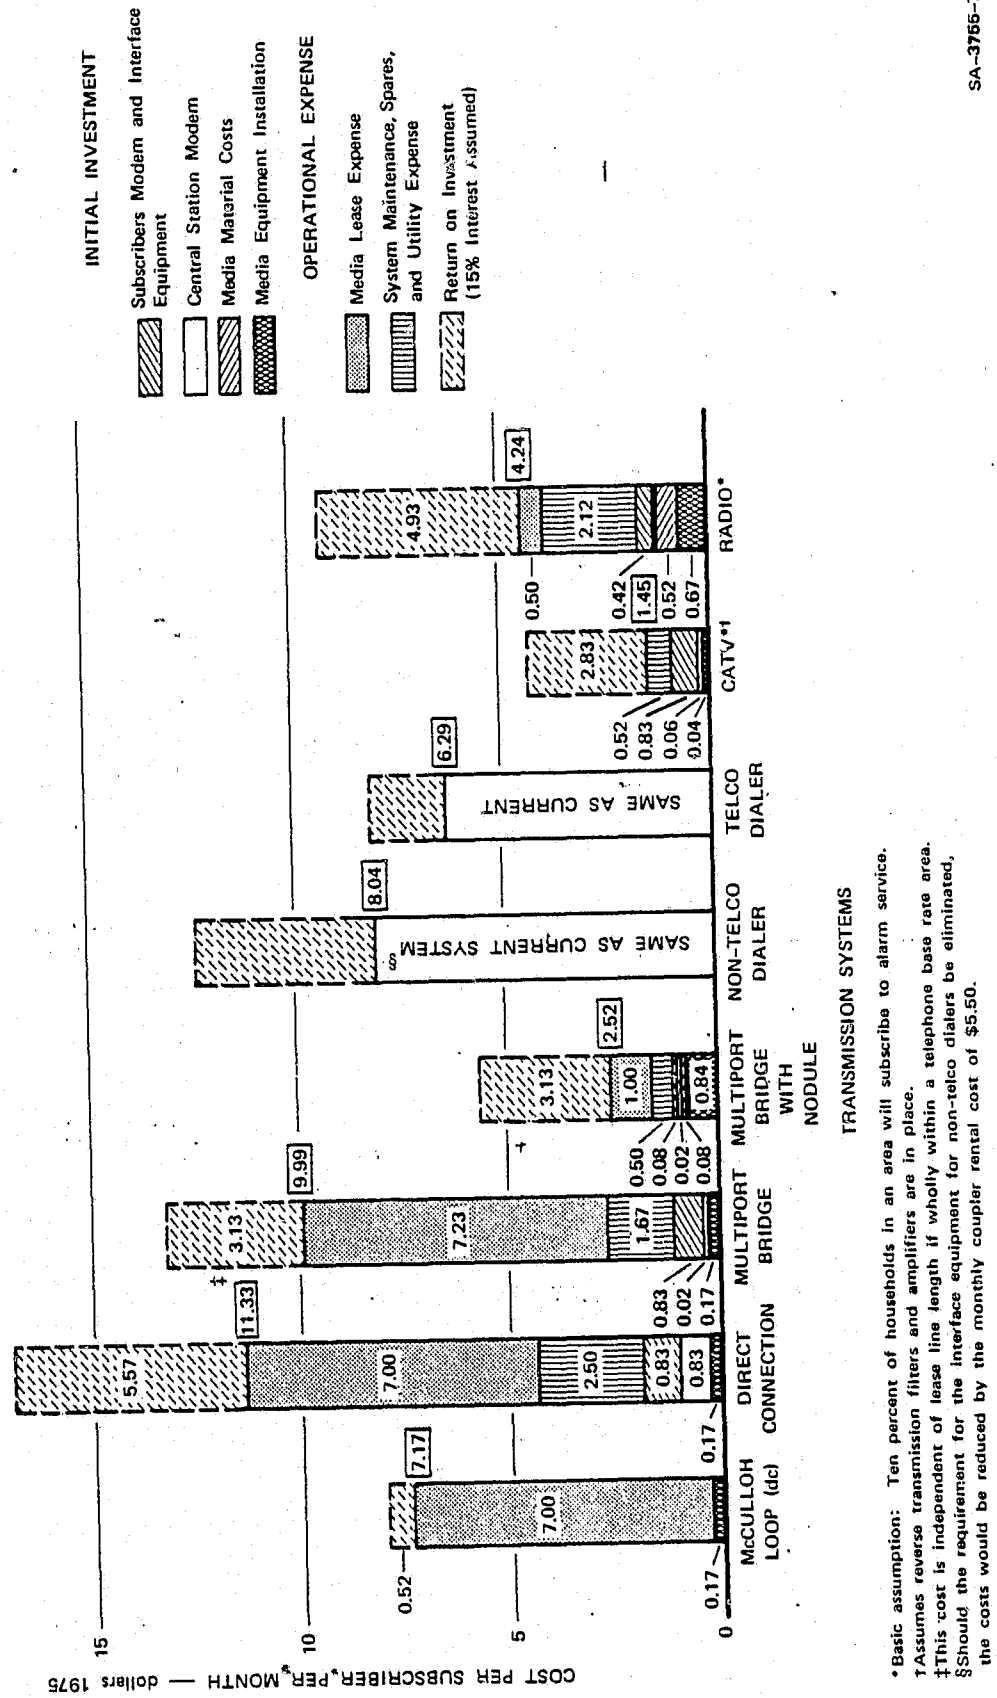 COST PER SUBSCRIBER* PER MONTH — dollars 1975
15
10
5
0
0.52
7.17
7.00
0.17
McCULLOH
LOOP (dc)
5.57
11.33
7.00
2.50
0.83
0.83
0.17
DIRECT
CONNECTION
‡
3.13
9.99
7.23
1.67
0.83
0.02
0.17
MULTIPORT
BRIDGE
3.13
2.52
1.00
0.50
0.08
0.02
0.08
0.84
MULTIPORT
BRIDGE
WITH
NODULE
8.04
SAME AS CURRENT SYSTEM§
NON-TELCO
DIALER
6.29
SAME AS CURRENT
TELCO
DIALER
2.83
1.45
0.52
0.83
0.06
0.04
CATV*†
4.93
4.24
0.50
2.12
0.42
0.52
0.67
RADIO*
TRANSMISSION SYSTEMS
INITIAL INVESTMENT
Subscribers Modem and Interface
Equipment
Central Station Modem
Media Material Costs
Media Equipment Installation
OPERATIONAL EXPENSE
Media Lease Expense
System Maintenance, Spares,
and Utility Expense
Return on Investment
(15% Interest Assumed)
*Basic assumption: Ten percent of households in an area will subscribe to alarm service.
†Assumes reverse transmission filters and amplifiers are in place.
‡This cost is independent of lease line length if wholly within a telephone base rate area.
§Should the requirement for the interface equipment for non-telco dialers be eliminated,
the costs would be reduced by the monthly coupler rental cost of $5.50.
SA-3755-